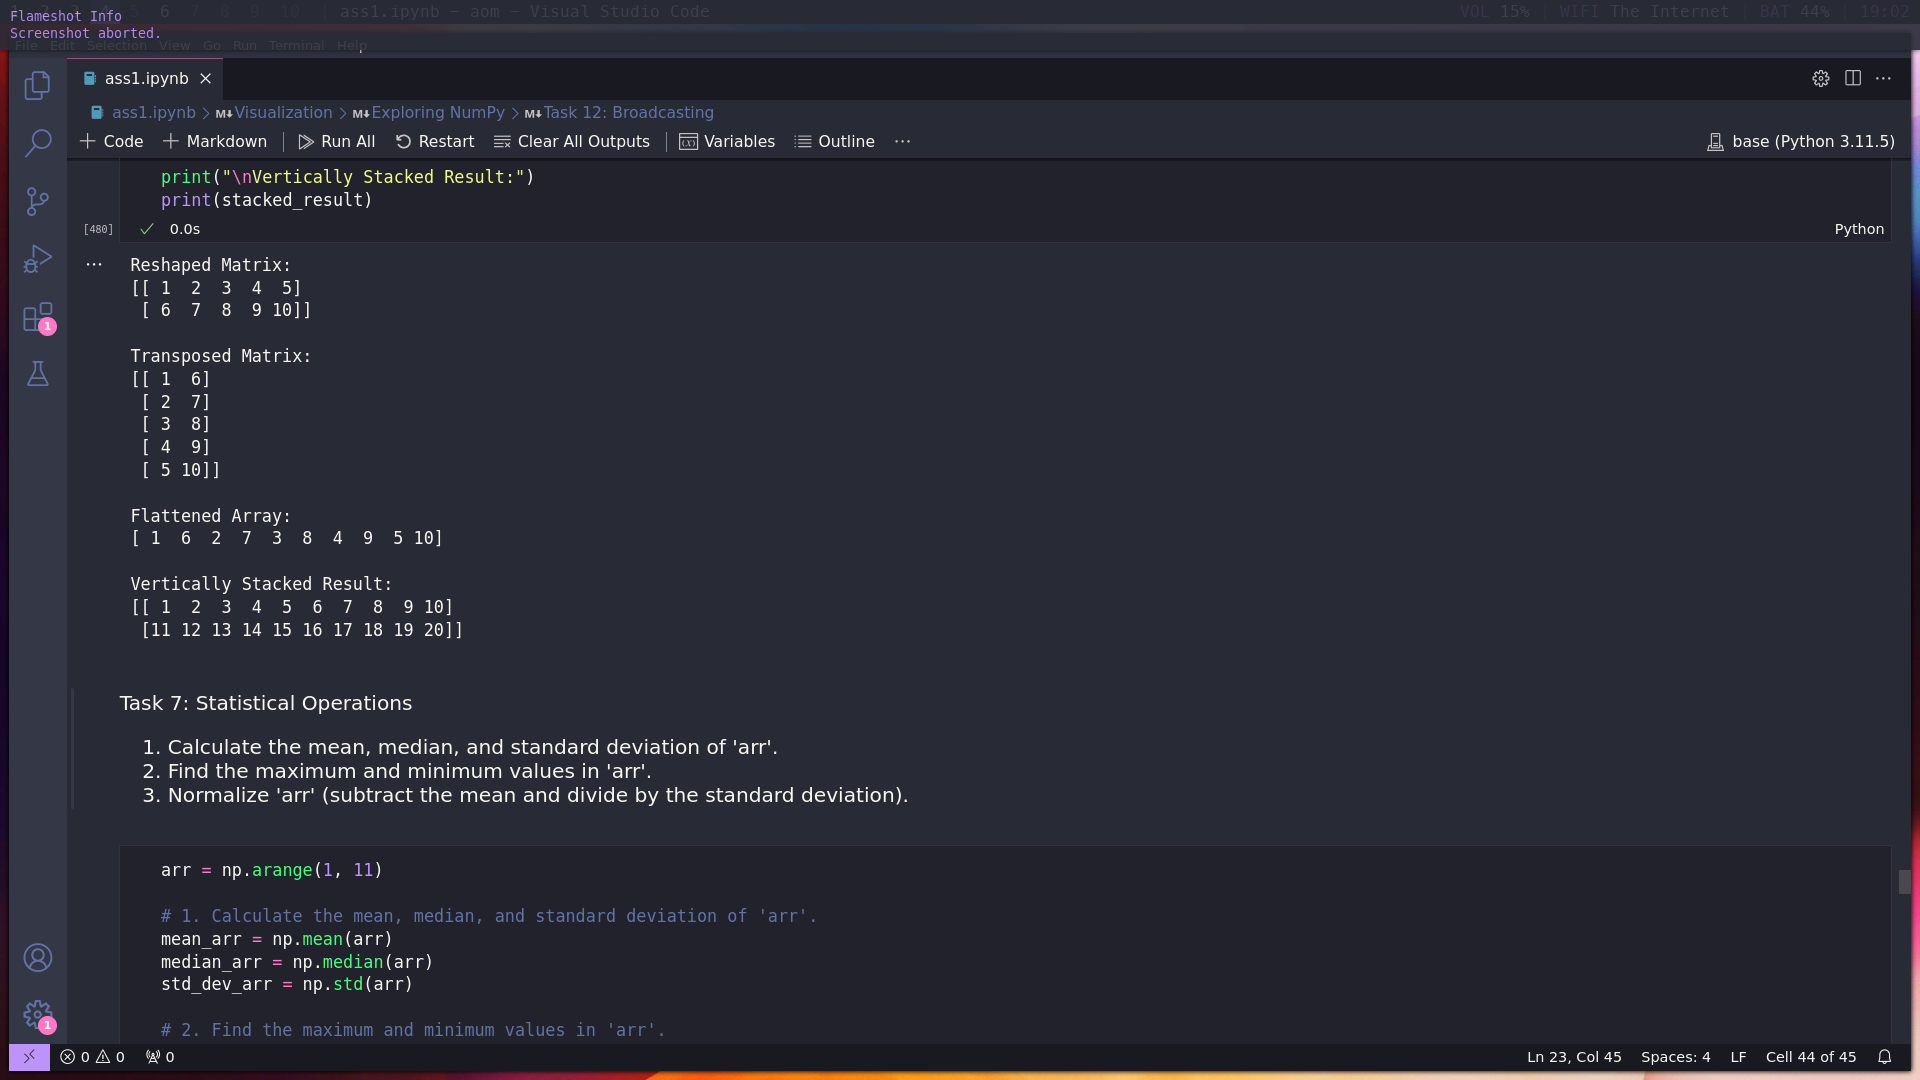 Flameshot Info
Screenshot aborted.
6 7 8 9 10 | ass1.ipynb — aom — Visual Studio Code
VOL 15% | WIFI The Internet | BAT 44% | 19:02
File Edit Selection View Go Run Terminal Help
ass1.ipynb
ass1.ipynb > M↓Visualization > M↓Exploring NumPy > M↓Task 12: Broadcasting
+ Code + Markdown | Run All Restart Clear All Outputs | Variables Outline ...
base (Python 3.11.5)
print("\nVertically Stacked Result:")
print(stacked_result)
[480] ✓ 0.0s
Python
... Reshaped Matrix:
[[ 1  2  3  4  5]
 [ 6  7  8  9 10]]
Transposed Matrix:
[[ 1  6]
 [ 2  7]
 [ 3  8]
 [ 4  9]
 [ 5 10]]
Flattened Array:
[ 1  6  2  7  3  8  4  9  5 10]
Vertically Stacked Result:
[[ 1  2  3  4  5  6  7  8  9 10]
 [11 12 13 14 15 16 17 18 19 20]]
Task 7: Statistical Operations
1. Calculate the mean, median, and standard deviation of 'arr'.
2. Find the maximum and minimum values in 'arr'.
3. Normalize 'arr' (subtract the mean and divide by the standard deviation).
arr = np.arange(1, 11)
# 1. Calculate the mean, median, and standard deviation of 'arr'.
mean_arr = np.mean(arr)
median_arr = np.median(arr)
std_dev_arr = np.std(arr)
# 2. Find the maximum and minimum values in 'arr'.
1
1
0 0 0
Ln 23, Col 45 Spaces: 4 LF Cell 44 of 45